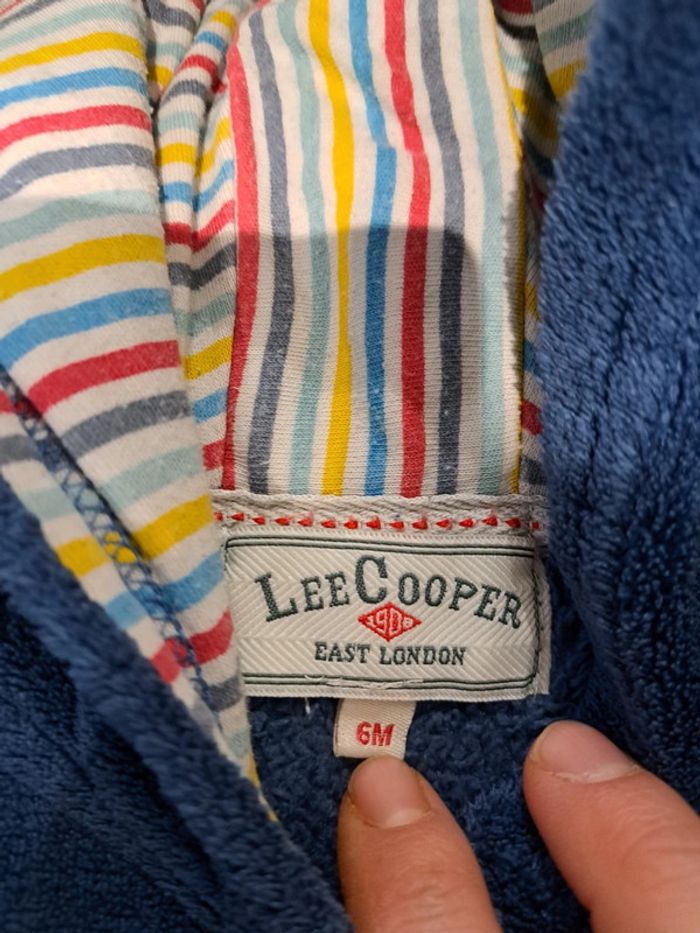 LEE COOPER
1908
EAST LONDON
6M